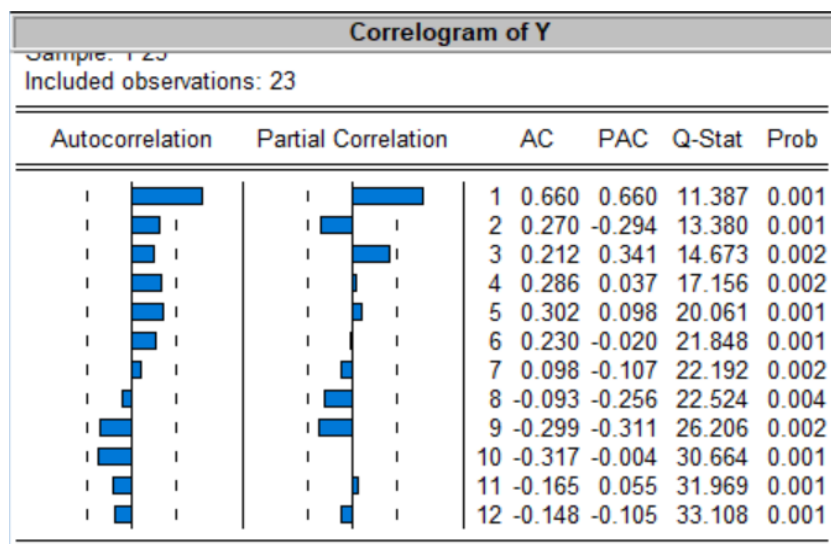 Correlogram of Y
Included observations: 23
Autocorrelation Partial Correlation AC PAC Q-Stat Prob
1 0.660 0.660 11.387 0.001
2 0.270 -0.294 13.380 0.001
3 0.212 0.341 14.673 0.002
4 0.286 0.037 17.156 0.002
5 0.302 0.098 20.061 0.001
6 0.230 -0.020 21.848 0.001
7 0.098 -0.107 22.192 0.002
8 -0.093 -0.256 22.524 0.004
9 -0.299 -0.311 26.206 0.002
10 -0.317 -0.004 30.664 0.001
11 -0.165 0.055 31.969 0.001
12 -0.148 -0.105 33.108 0.001